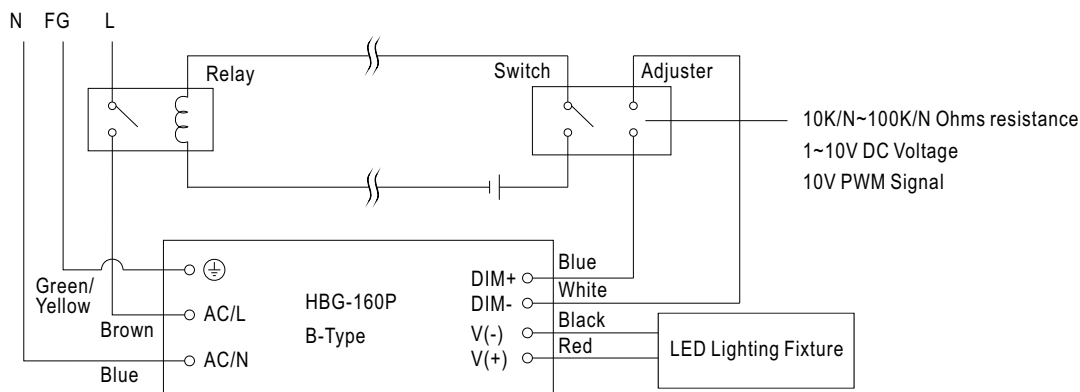 N FG L
Relay
Switch
Adjuster
10K/N~100K/N Ohms resistance
1~10V DC Voltage
10V PWM Signal
Green/
Yellow
Brown
Blue
AC/L
AC/N
HBG-160P
B-Type
DIM+
DIM-
V(-)
V(+)
Blue
White
Black
Red
LED Lighting Fixture